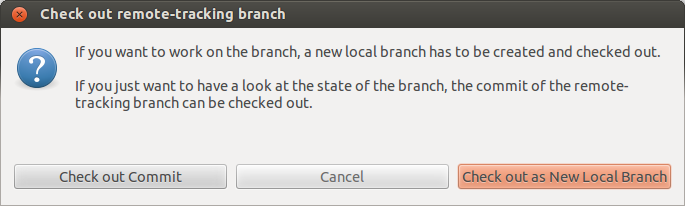 Check out remote-tracking branch
If you want to work on the branch, a new local branch has to be created and checked out.
If you just want to have a look at the state of the branch, the commit of the remote-
tracking branch can be checked out.
Check out Commit
Cancel
Check out as New Local Branch